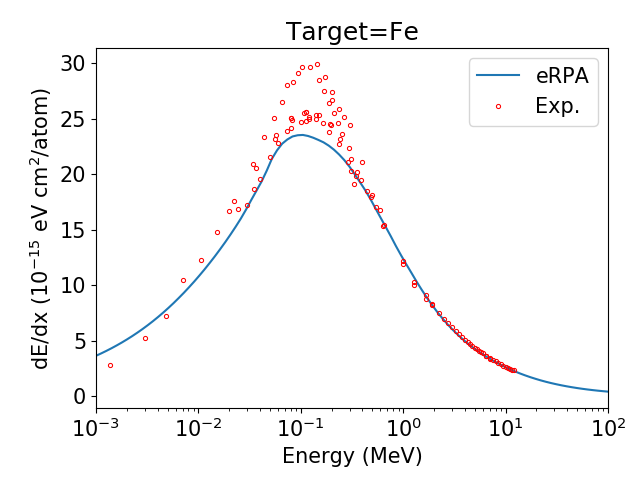 Target=Fe
dE/dx (10⁻¹⁵ eV cm²/atom)
30
25
20
15
10
5
0
eRPA
Exp.
10⁻³ 10⁻² 10⁻¹ 10⁰ 10¹ 10²
Energy (MeV)